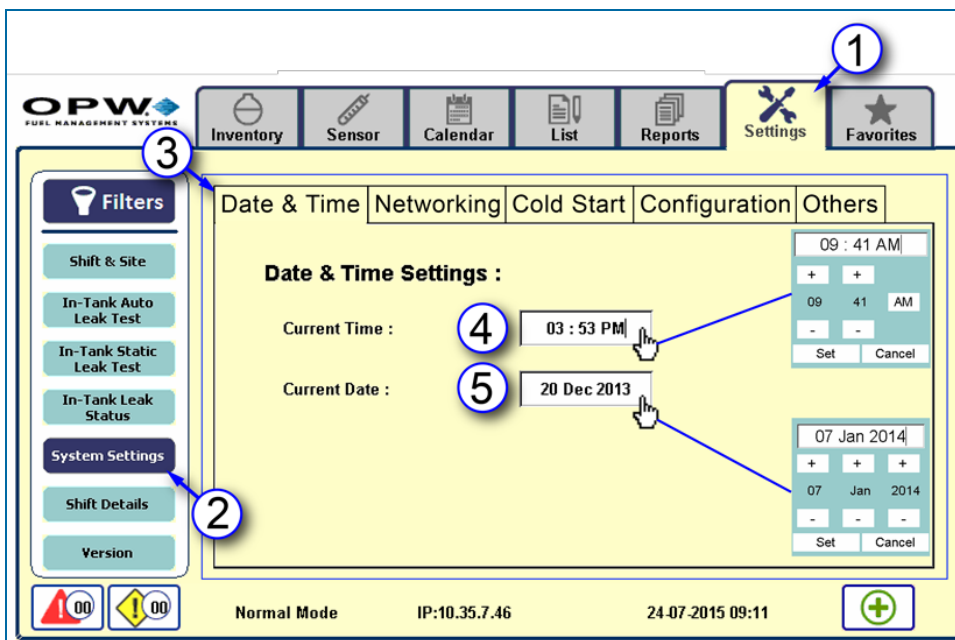 1
OPW
FUEL MANAGEMENT SYSTEMS
Inventory
Sensor
Calendar
List
Reports
Settings
Favorites
3
Filters
Shift & Site
In-Tank Auto
Leak Test
In-Tank Static
Leak Test
In-Tank Leak
Status
System Settings
2
Shift Details
Version
Date & Time
Networking
Cold Start
Configuration
Others
Date & Time Settings :
Current Time :
4
03 : 53 PM
Current Date :
5
20 Dec 2013
09 : 41 AM
+ +
09 41 AM
- -
Set Cancel
07 Jan 2014
+ + +
07 Jan 2014
- - -
Set Cancel
! 00
! 00
Normal Mode
IP:10.35.7.46
24-07-2015 09:11